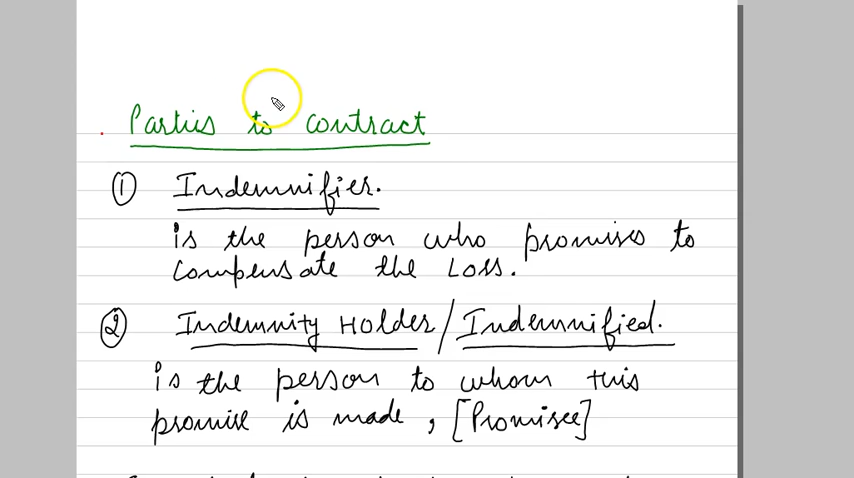 . Parties to contract
① Indemnifier.
is the person who promises to
compensate the Loss.
② Indemnity Holder / Indemnified.
is the person to whom this
promise is made, [Promisee]